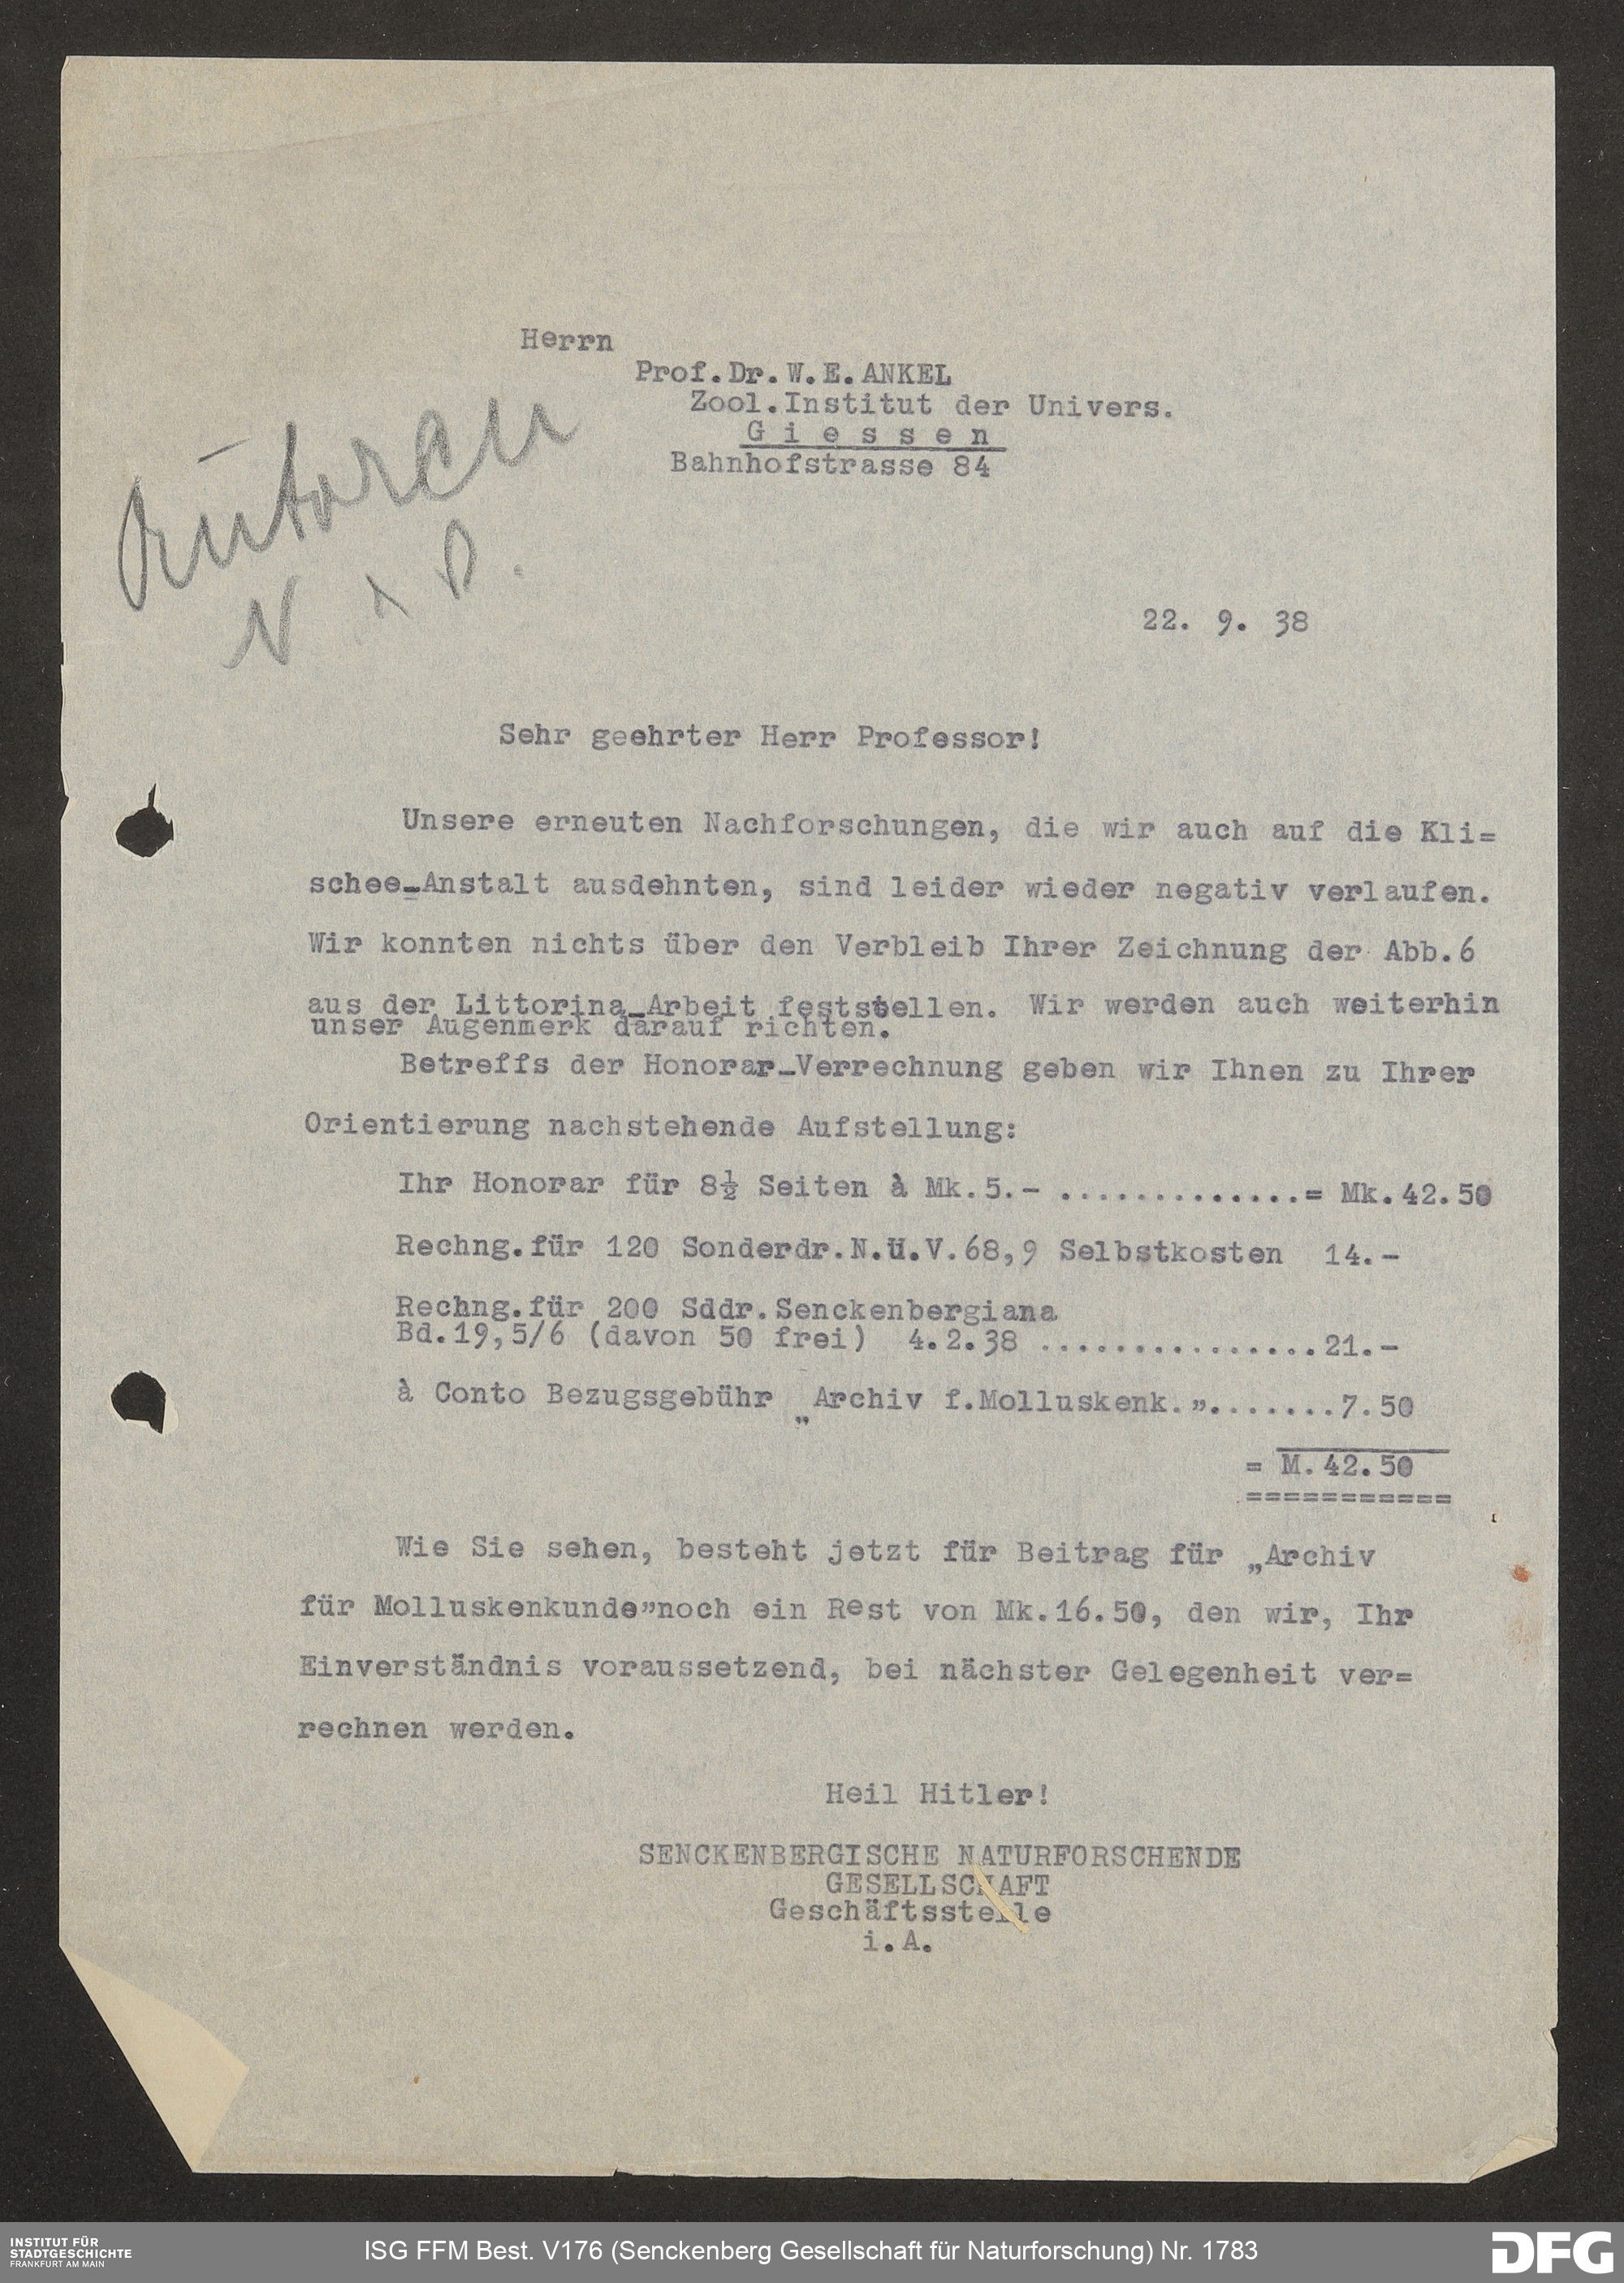 Herrn
Prof.Dr.W.E.ANKEL
Zool.Institut der Univers.
G i e s s e n
Bahnhofstrasse 84
Autoren
22. 9. 38
Sehr geehrter Herr Professor!
Unsere erneuten Nachforschungen, die wir auch auf die Kli=
schee-Anstalt ausdehnten, sind leider wieder negativ verlaufen.
Wir konnten nichts über den Verbleib Ihrer Zeichnung der Abb.6
aus der Littorina-Arbeit feststellen. Wir werden auch weiterhin
unser Augenmerk darauf richten.
Betreffs der Honorar-Verrechnung geben wir Ihnen zu Ihrer
Orientierung nachstehende Aufstellung:
Ihr Honorar für 8½ Seiten à Mk.5.- .............= Mk.42.50
Rechng.für 120 Sonderdr.N.U.V.68,9 Selbstkosten 14.-
Rechng.für 200 Sddr.Senckenbergiana
Bd.19,5/6 (davon 50 frei) 4.2.38 ...............21.-
à Conto Bezugsgebühr „Archiv f.Molluskenk.".......7.50
= M.42.50
===========
Wie Sie sehen, besteht jetzt für Beitrag für „Archiv
für Molluskenkunde"noch ein Rest von Mk.16.50, den wir, Ihr
Einverständnis voraussetzend, bei nächster Gelegenheit ver=
rechnen werden.
Heil Hitler!
SENCKENBERGISCHE NATURFORSCHENDE
GESELLSCHAFT
Geschäftsstelle
i.A.
INSTITUT FÜR
STADTGESCHICHTE
FRANKFURT AM MAIN
ISG FFM Best. V176 (Senckenberg Gesellschaft für Naturforschung) Nr. 1783
DFG